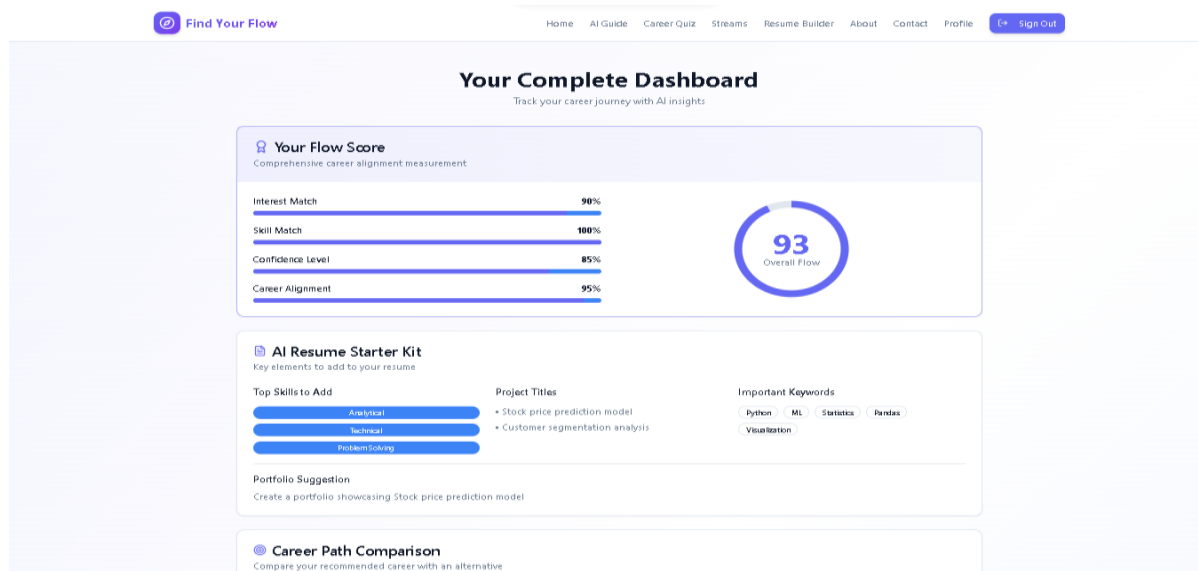 Find Your Flow
Home AI Guide Career Quiz Streams Resume Builder About Contact Profile Sign Out
Your Complete Dashboard
Track your career journey with AI insights
Your Flow Score
Comprehensive career alignment measurement
Interest Match 90%
Skill Match 100%
Confidence Level 85%
Career Alignment 95%
93
Overall Flow
AI Resume Starter Kit
Key elements to add to your resume
Top Skills to Add
Analytical
Technical
Problem Solving
Project Titles
• Stock price prediction model
• Customer segmentation analysis
Important Keywords
Python ML Statistics Pandas
Visualization
Portfolio Suggestion
Create a portfolio showcasing Stock price prediction model
Career Path Comparison
Compare your recommended career with an alternative